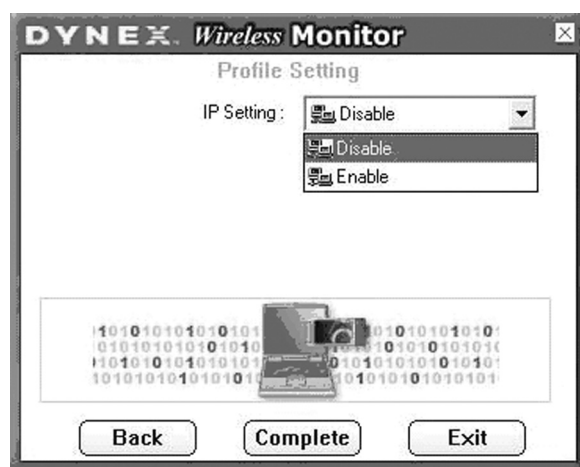 DYNEX Wireless Monitor
Profile Setting
IP Setting : Disable
Disable
Enable
Back Complete Exit